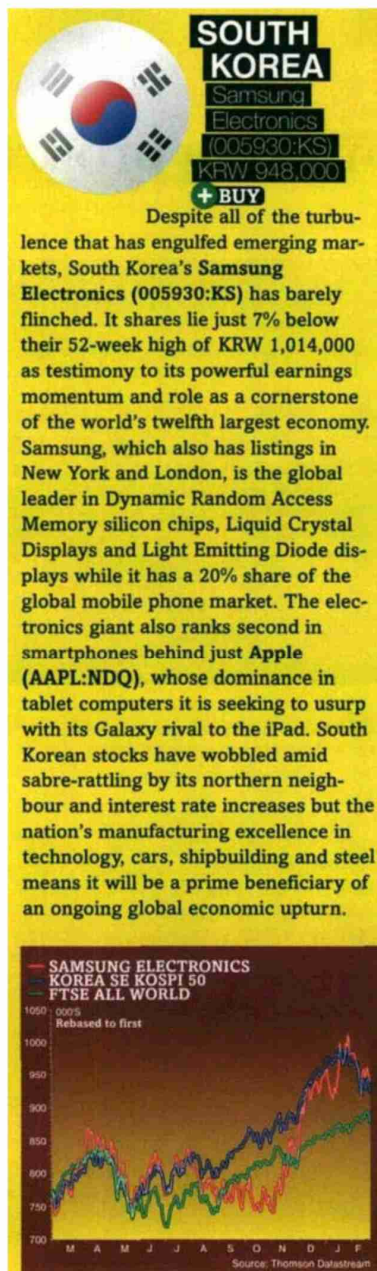 SOUTH
KOREA
Samsung
Electronics
(005930:KS)
KRW 948,000
+ BUY
Despite all of the turbu-
lence that has engulfed emerging mar-
kets, South Korea's Samsung
Electronics (005930:KS) has barely
flinched. It shares lie just 7% below
their 52-week high of KRW 1,014,000
as testimony to its powerful earnings
momentum and role as a cornerstone
of the world's twelfth largest economy.
Samsung, which also has listings in
New York and London, is the global
leader in Dynamic Random Access
Memory silicon chips, Liquid Crystal
Displays and Light Emitting Diode dis-
plays while it has a 20% share of the
global mobile phone market. The elec-
tronics giant also ranks second in
smartphones behind just Apple
(AAPL:NDQ), whose dominance in
tablet computers it is seeking to usurp
with its Galaxy rival to the iPad. South
Korean stocks have wobbled amid
sabre-rattling by its northern neigh-
bour and interest rate increases but the
nation's manufacturing excellence in
technology, cars, shipbuilding and steel
means it will be a prime beneficiary of
an ongoing global economic upturn.
SAMSUNG ELECTRONICS
KOREA SE KOSPI 50
FTSE ALL WORLD
1050 000'S
Rebased to first
1000
950
900
850
800
750
700
M A M J J A S O N D J F
Source: Thomson Datastream